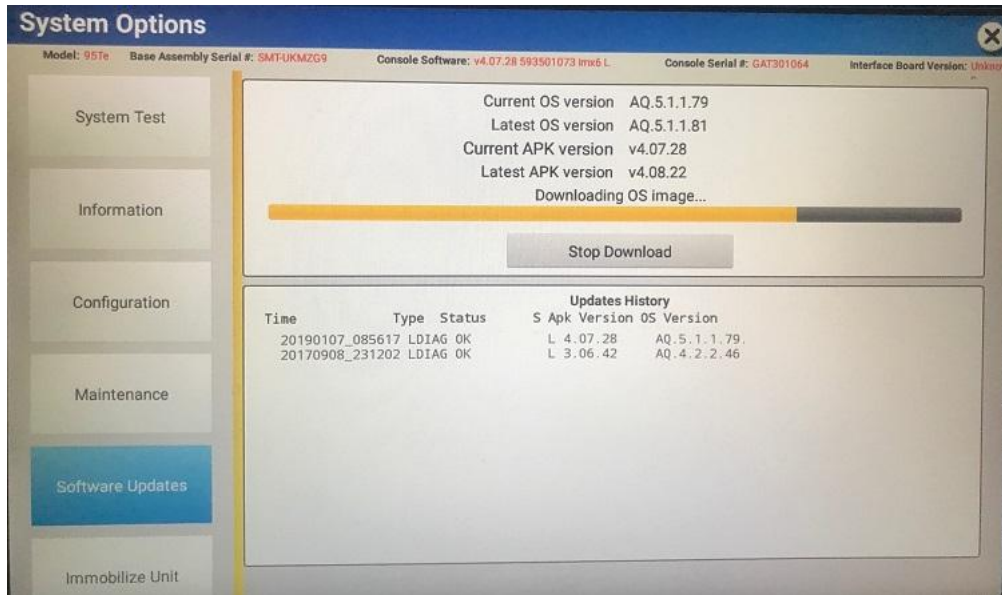 System Options
Model: 95Te Base Assembly Serial #: SMT-UKMZG9 Console Software: v4.07.28 593501073 Imx6 L Console Serial #: GAT301064 Interface Board Version:
System Test
Information
Configuration
Maintenance
Software Updates
Immobilize Unit
Current OS version AQ.5.1.1.79
Latest OS version AQ.5.1.1.81
Current APK version v4.07.28
Latest APK version v4.08.22
Downloading OS image...
Stop Download
Updates History
Time Type Status S Apk Version OS Version
20190107_085617 LDIAG OK L 4.07.28 AQ.5.1.1.79.
20170908_231202 LDIAG OK L 3.06.42 AQ.4.2.2.46